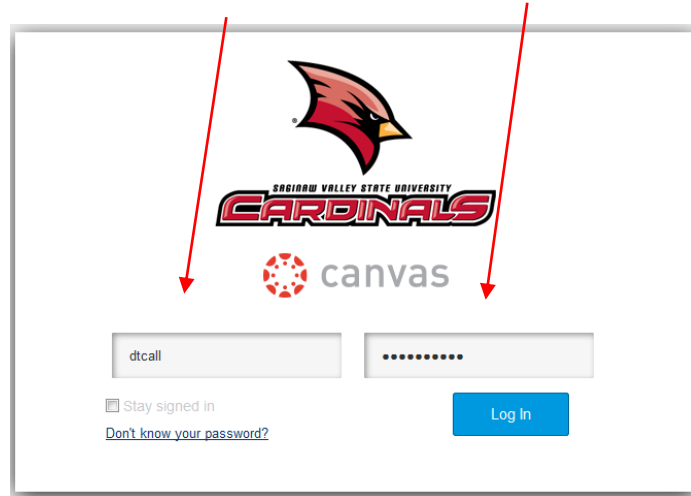 SAGINAW VALLEY STATE UNIVERSITY
CARDINALS
canvas
dtcall ••••••••••
Stay signed in
Log In
Don't know your password?